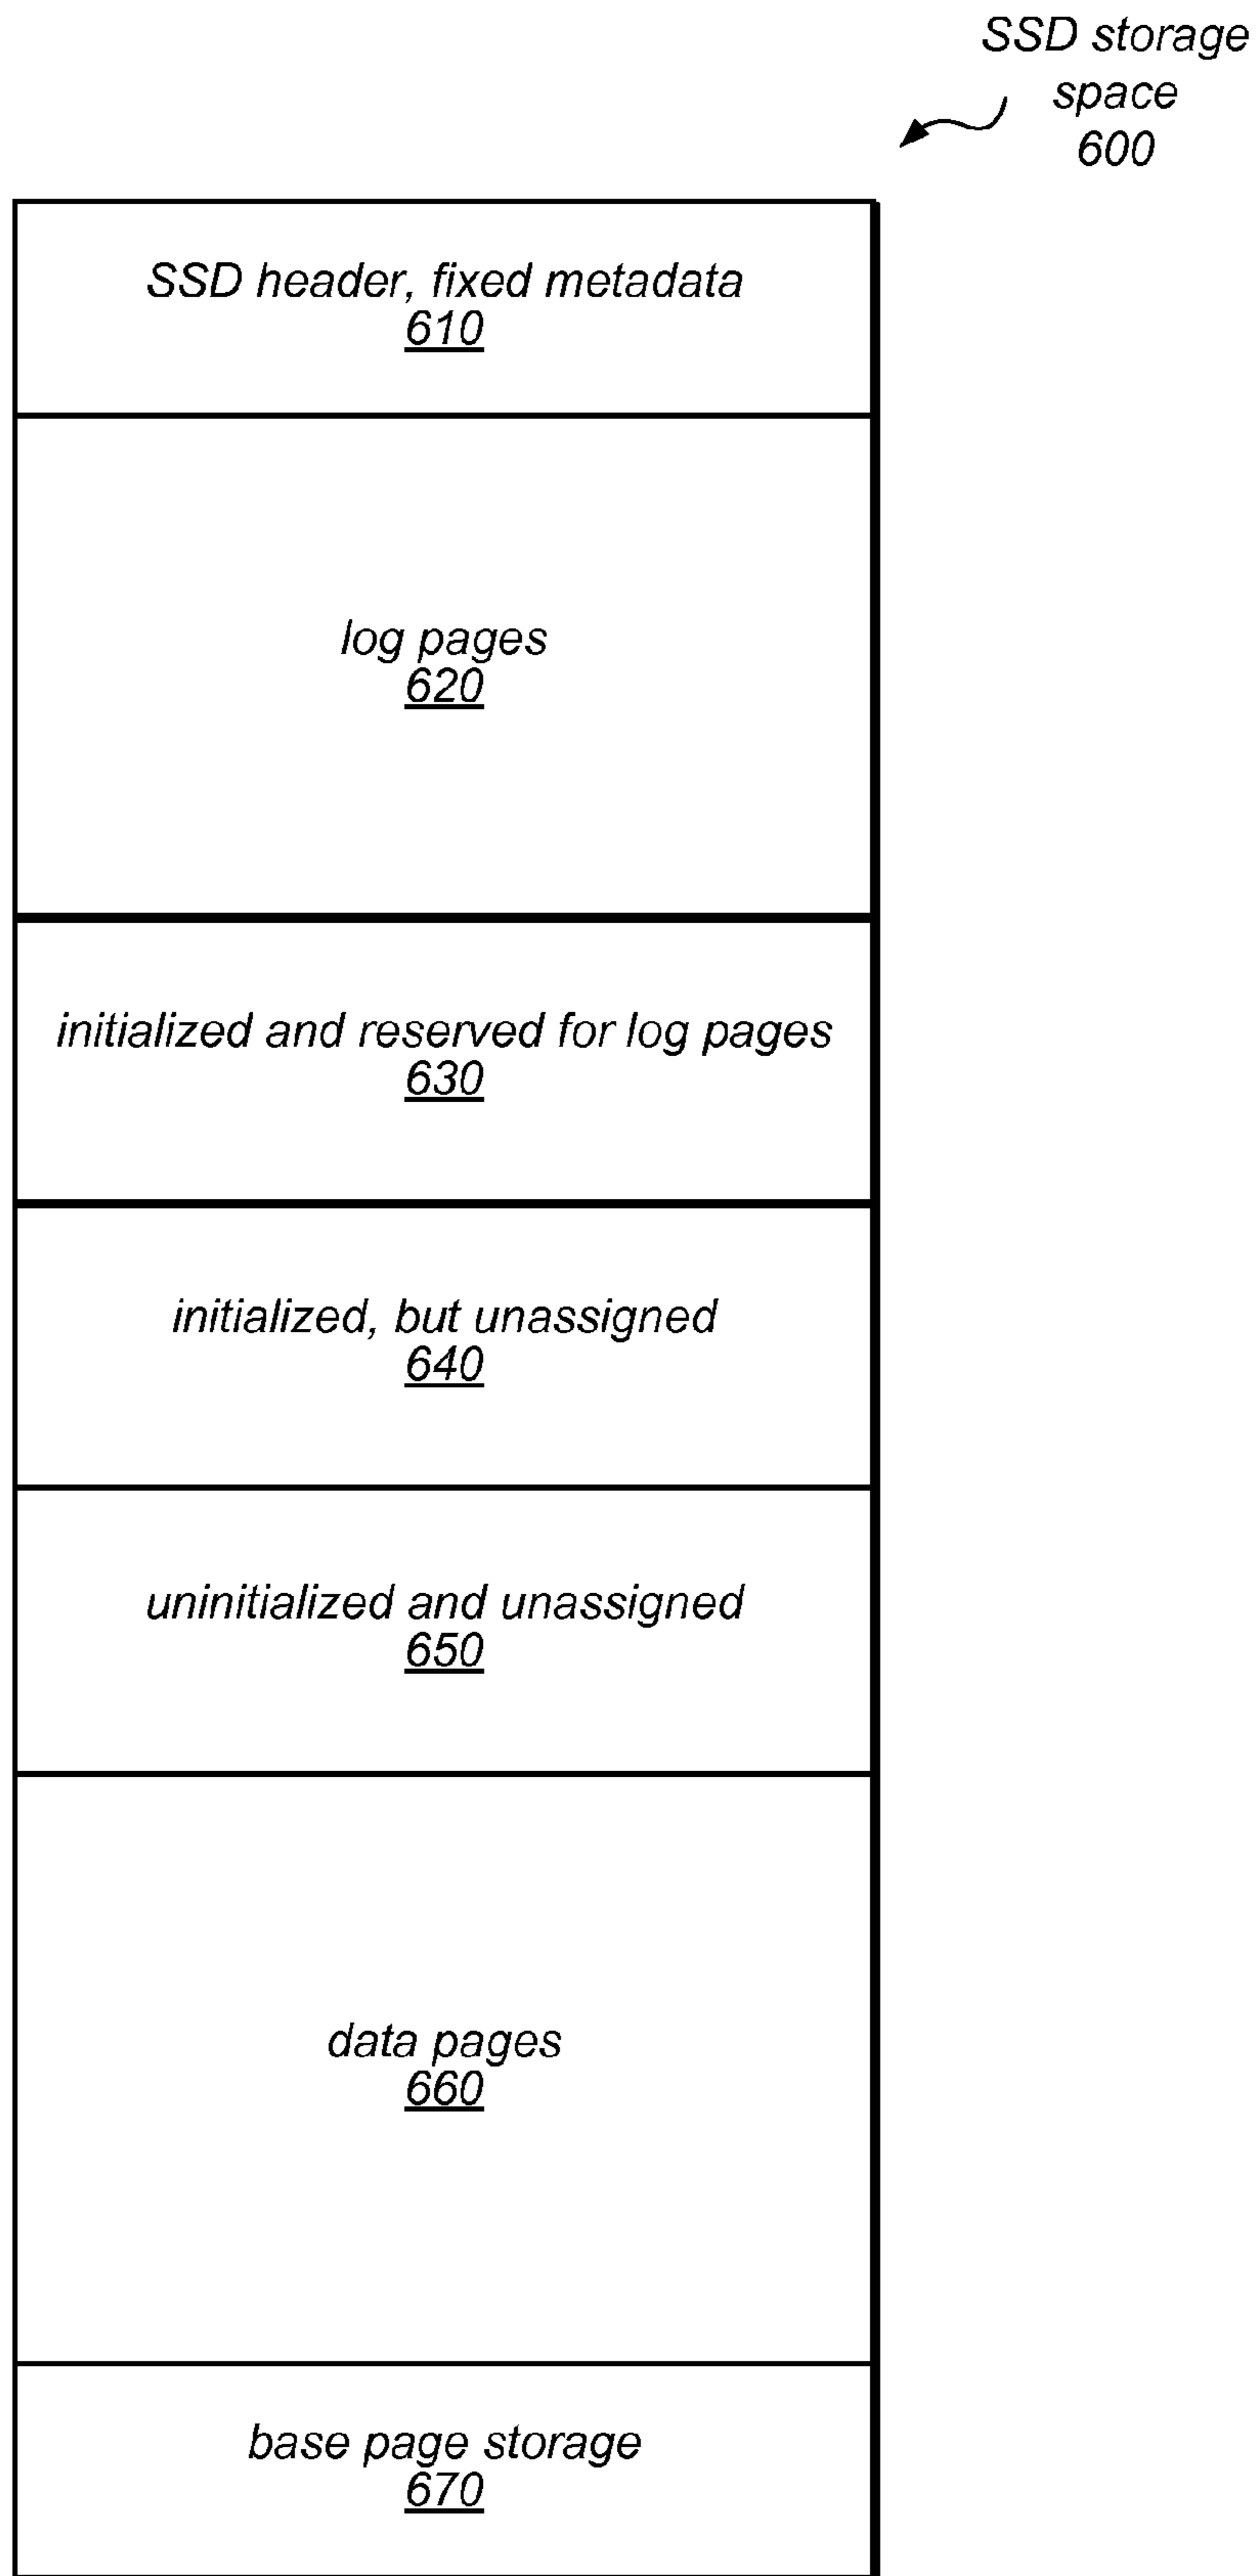 SSD storage
space
600
SSD header, fixed metadata
610
log pages
620
initialized and reserved for log pages
630
initialized, but unassigned
640
uninitialized and unassigned
650
data pages
660
base page storage
670